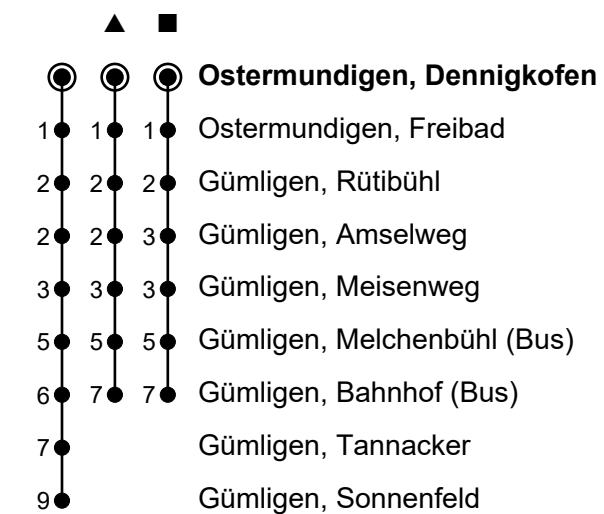 ▲ ■
Ostermundigen, Dennigkofen
1 1 1 Ostermundigen, Freibad
2 2 2 Gümligen, Rütibühl
2 2 3 Gümligen, Amselweg
3 3 3 Gümligen, Meisenweg
5 5 5 Gümligen, Melchenbühl (Bus)
6 7 7 Gümligen, Bahnhof (Bus)
7 Gümligen, Tannacker
9 Gümligen, Sonnenfeld